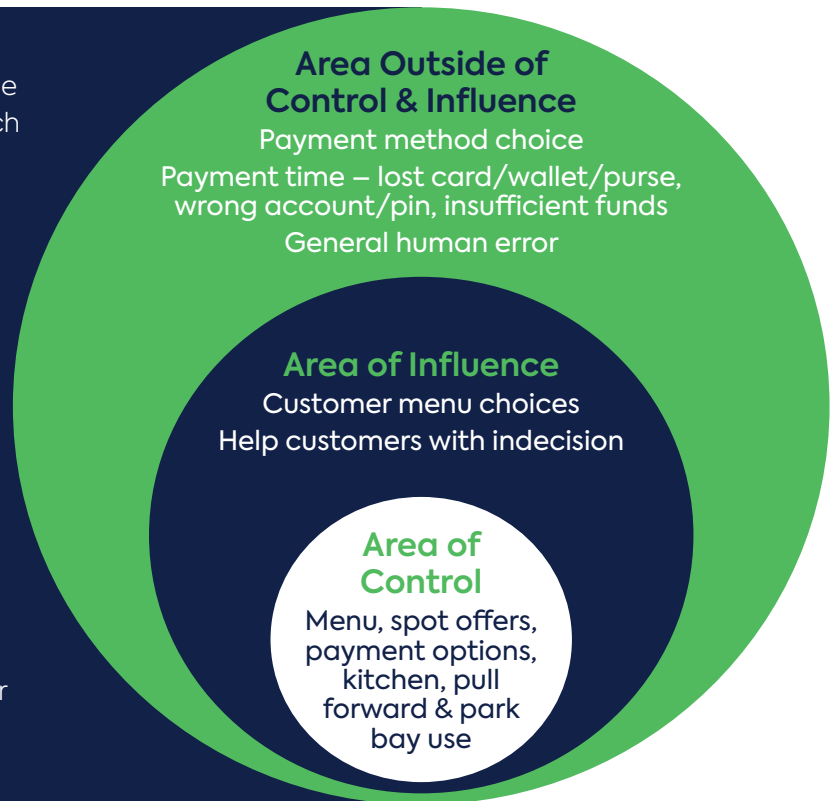 Area Outside of
Control & Influence
Payment method choice
Payment time – lost card/wallet/purse,
wrong account/pin, insufficient funds
General human error
Area of Influence
Customer menu choices
Help customers with indecision
Area of
Control
Menu, spot offers,
payment options,
kitchen, pull
forward & park
bay use